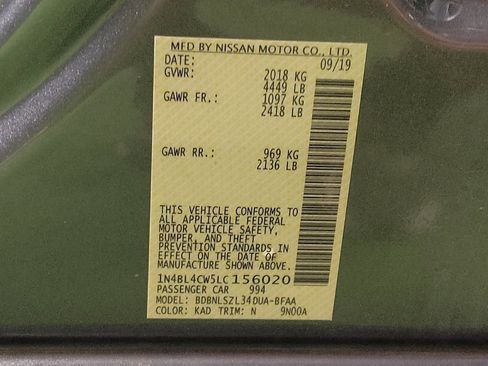 MFD BY NISSAN MOTOR CO., LTD.
DATE: 09/19
GVWR: 2018 KG
4449 LB
GAWR FR.: 1097 KG
2418 LB
GAWR RR.: 969 KG
2136 LB
THIS VEHICLE CONFORMS TO
ALL APPLICABLE FEDERAL
MOTOR VEHICLE SAFETY,
BUMPER, AND THEFT
PREVENTION STANDARDS IN
EFFECT ON THE DATE OF
MANUFACTURE SHOWN ABOVE.
1N4BL4CW5LC156020
PASSENGER CAR 994
MODEL: BDBNLSZL34DUA-BFAA
COLOR: KAD TRIM: N 9N00A